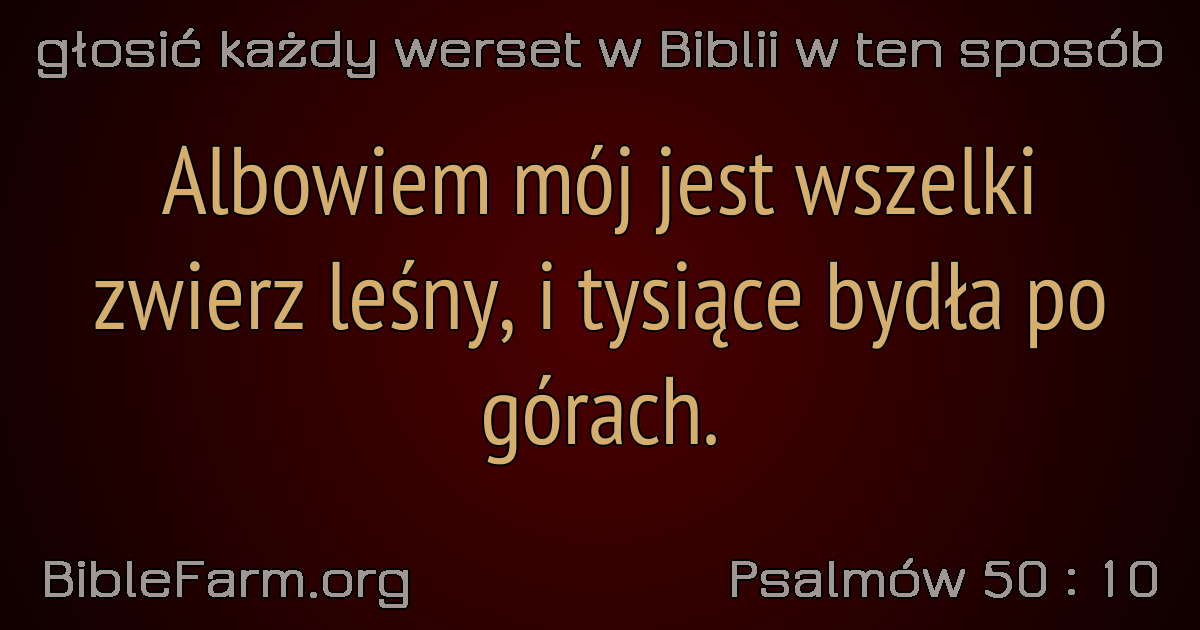 głosić każdy werset w Biblii w ten sposób
Albowiem mój jest wszelki
zwierz leśny, i tysiące bydła po
górach.
BibleFarm.org
Psalmów 50 : 10